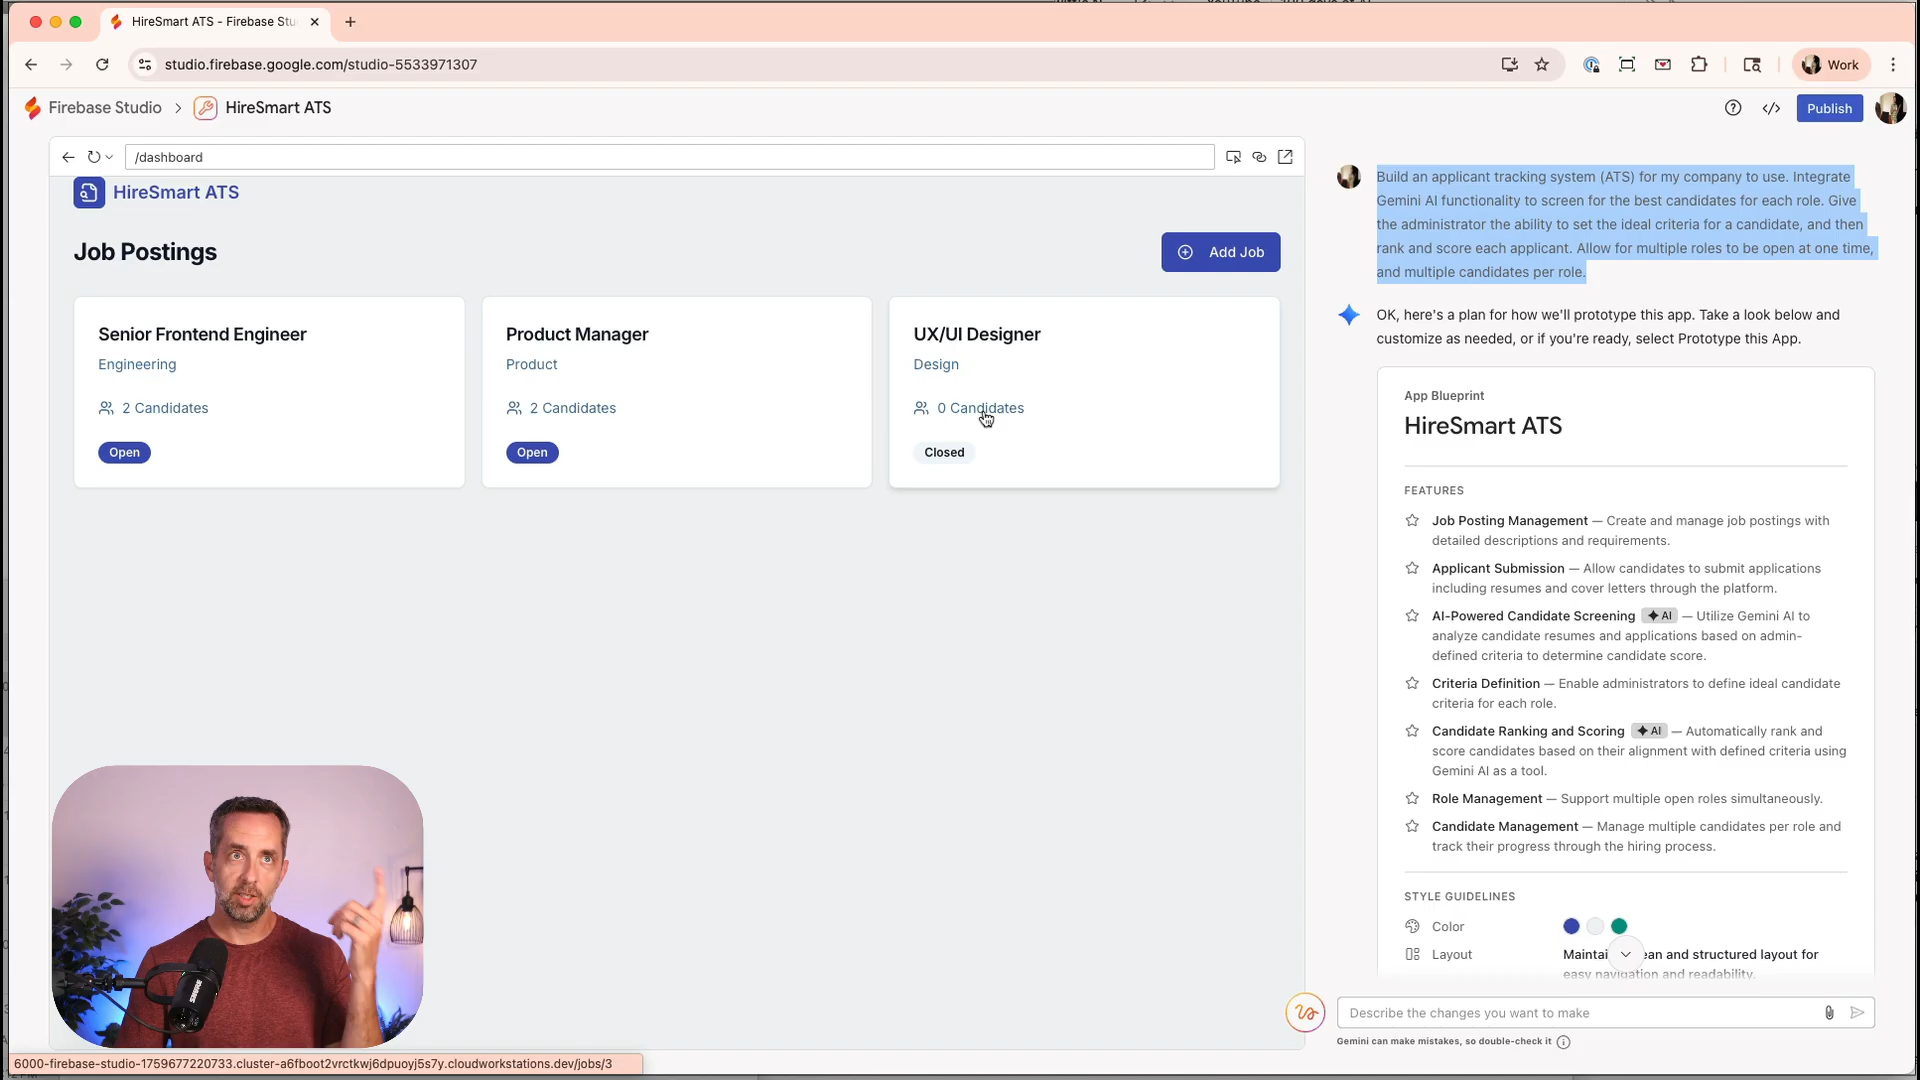 HireSmart ATS - Firebase Stu
studio.firebase.google.com/studio-5533971307
Work
Firebase Studio
HireSmart ATS
Publish
/dashboard
HireSmart ATS
Job Postings
Add Job
Senior Frontend Engineer
Engineering
2 Candidates
Open
Product Manager
Product
2 Candidates
Open
UX/UI Designer
Design
0 Candidates
Closed
Build an applicant tracking system (ATS) for my company to use. Integrate
Gemini AI functionality to screen for the best candidates for each role. Give
the administrator the ability to set the ideal criteria for a candidate, and then
rank and score each applicant. Allow for multiple roles to be open at one time,
and multiple candidates per role.
OK, here's a plan for how we'll prototype this app. Take a look below and
customize as needed, or if you're ready, select Prototype this App.
App Blueprint
HireSmart ATS
FEATURES
Job Posting Management — Create and manage job postings with
detailed descriptions and requirements.
Applicant Submission — Allow candidates to submit applications
including resumes and cover letters through the platform.
AI-Powered Candidate Screening AI — Utilize Gemini AI to
analyze candidate resumes and applications based on admin-
defined criteria to determine candidate score.
Criteria Definition — Enable administrators to define ideal candidate
criteria for each role.
Candidate Ranking and Scoring AI — Automatically rank and
score candidates based on their alignment with defined criteria using
Gemini AI as a tool.
Role Management — Support multiple open roles simultaneously.
Candidate Management — Manage multiple candidates per role and
track their progress through the hiring process.
STYLE GUIDELINES
Color
Layout
and structured layout for
easy navigation and readability.
Describe the changes you want to make
Gemini can make mistakes, so double-check it
SHURE
6000-firebase-studio-1759677220733.cluster-a6fboot2vrctkwj6dpuoyj5s7y.cloudworkstations.dev/jobs/3